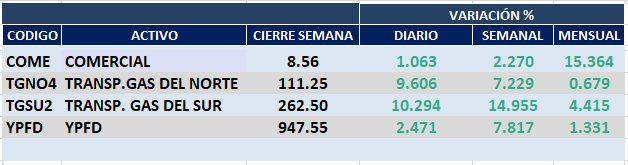 VARIACIÓN %
CODIGO ACTIVO CIERRE SEMANA DIARIO SEMANAL MENSUAL
COME COMERCIAL 8.56 1.063 2.270 15.364
TGNO4 TRANSP.GAS DEL NORTE 111.25 9.606 7.229 0.679
TGSU2 TRANSP. GAS DEL SUR 262.50 10.294 14.955 4.415
YPFD YPFD 947.55 2.471 7.817 1.331